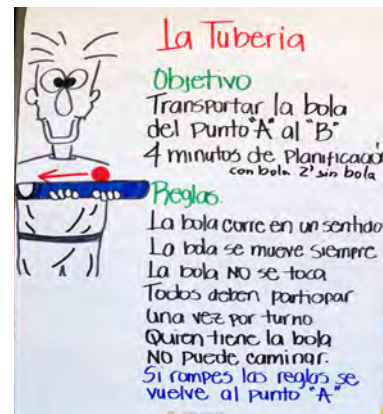 La Tuberia
Objetivo
Transportar la bola
del Punto "A" al "B"
4 minutos de Planificació
con bola 2' sin bola
Reglas.
La bola corre en un sentido
La bola se mueve siempre
La bola NO se toca
Todos deben participar
una vez por turno
Quien tiene la bola
NO puede caminar.
Si rompes las reglas se
vuelve al punto "A"